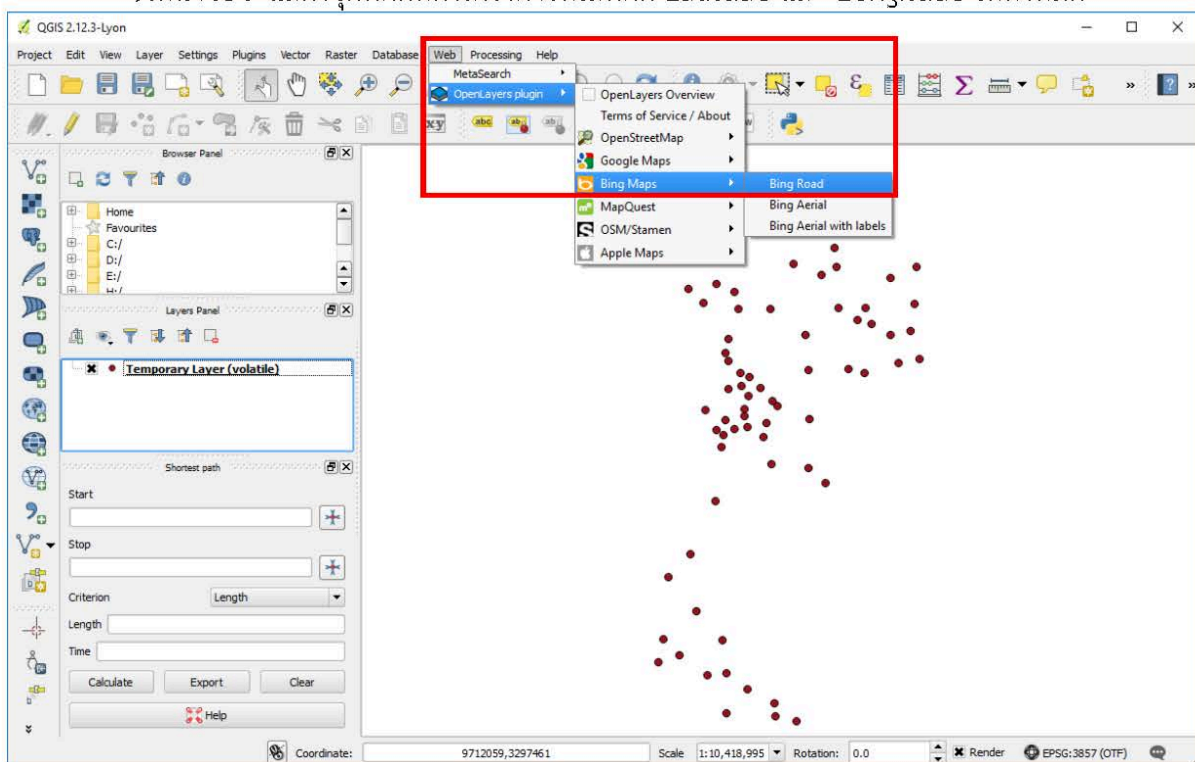 QGIS 2.12.3-Lyon
Project Edit View Layer Settings Plugins Vector Raster Database Web Processing Help
MetaSearch
OpenLayers plugin
OpenLayers Overview
Terms of Service / About
OpenStreetMap
Google Maps
Bing Maps
MapQuest
OSM/Stamen
Apple Maps
Bing Road
Bing Aerial
Bing Aerial with labels
Browser Panel
Home
Favourites
C:/
D:/
E:/
H:/
Layers Panel
Temporary Layer (volatile)
Shortest path
Start
Stop
Criterion Length
Length
Time
Calculate Export Clear
Help
Coordinate: 9712059,3297461 Scale 1:10,418,995 Rotation: 0.0 Render EPSG:3857 (OTF)